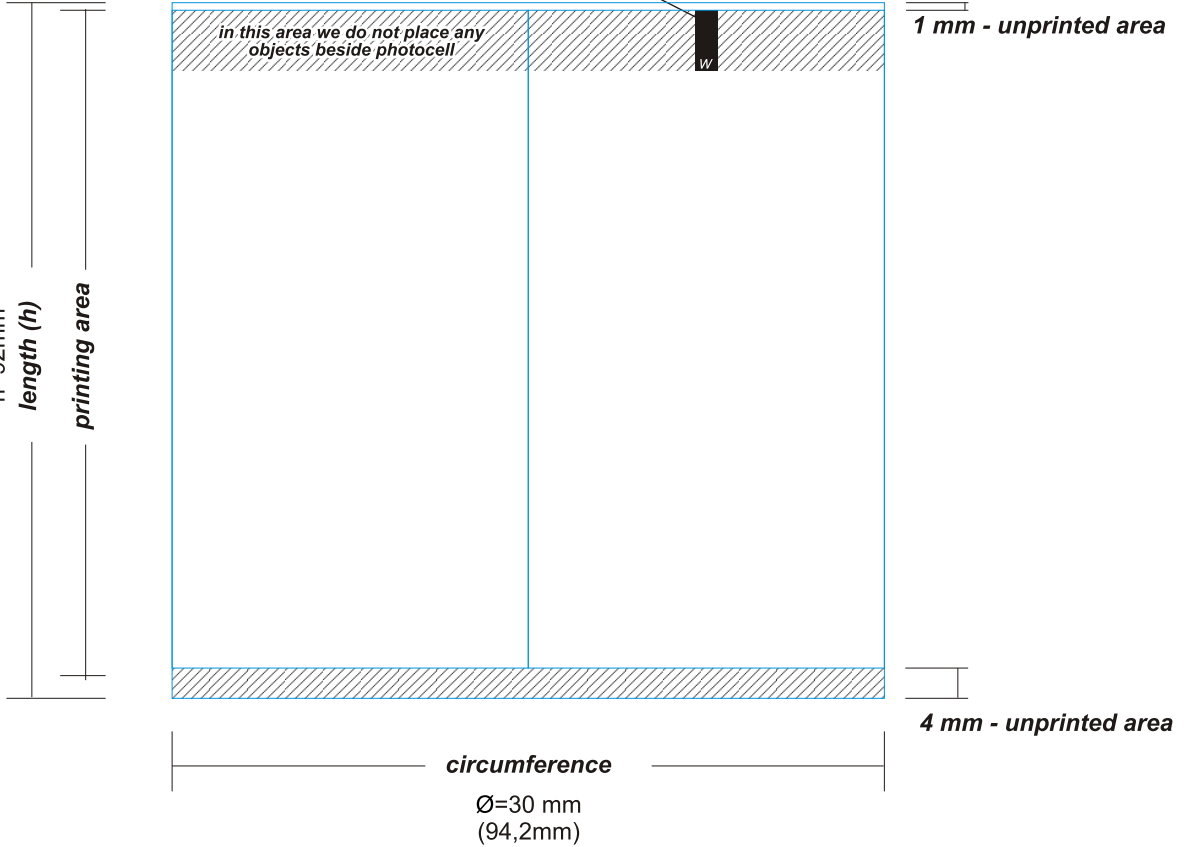 1 mm - unprinted area
in this area we do not place any
objects beside photocell
W
length (h)
printing area
4 mm - unprinted area
circumference
Ø=30 mm
(94,2mm)